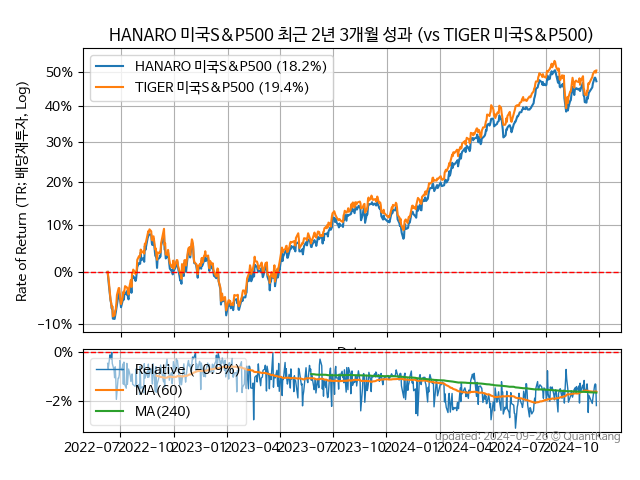 HANARO 미국S&P500 최근 2년 3개월 성과 (vs TIGER 미국S&P500)
HANARO 미국S&P500 (18.2%)
TIGER 미국S&P500 (19.4%)
Rate of Return (TR; 배당재투자, Log)
50%
40%
30%
20%
10%
0%
−10%
0%
−2%
Relative (−0.9%)
MA(60)
MA(240)
updated: 2024-09-26 © QuantKang
2022-07 2022-10 2023-01 2023-04 2023-07 2023-10 2024-01 2024-04 2024-07 2024-10